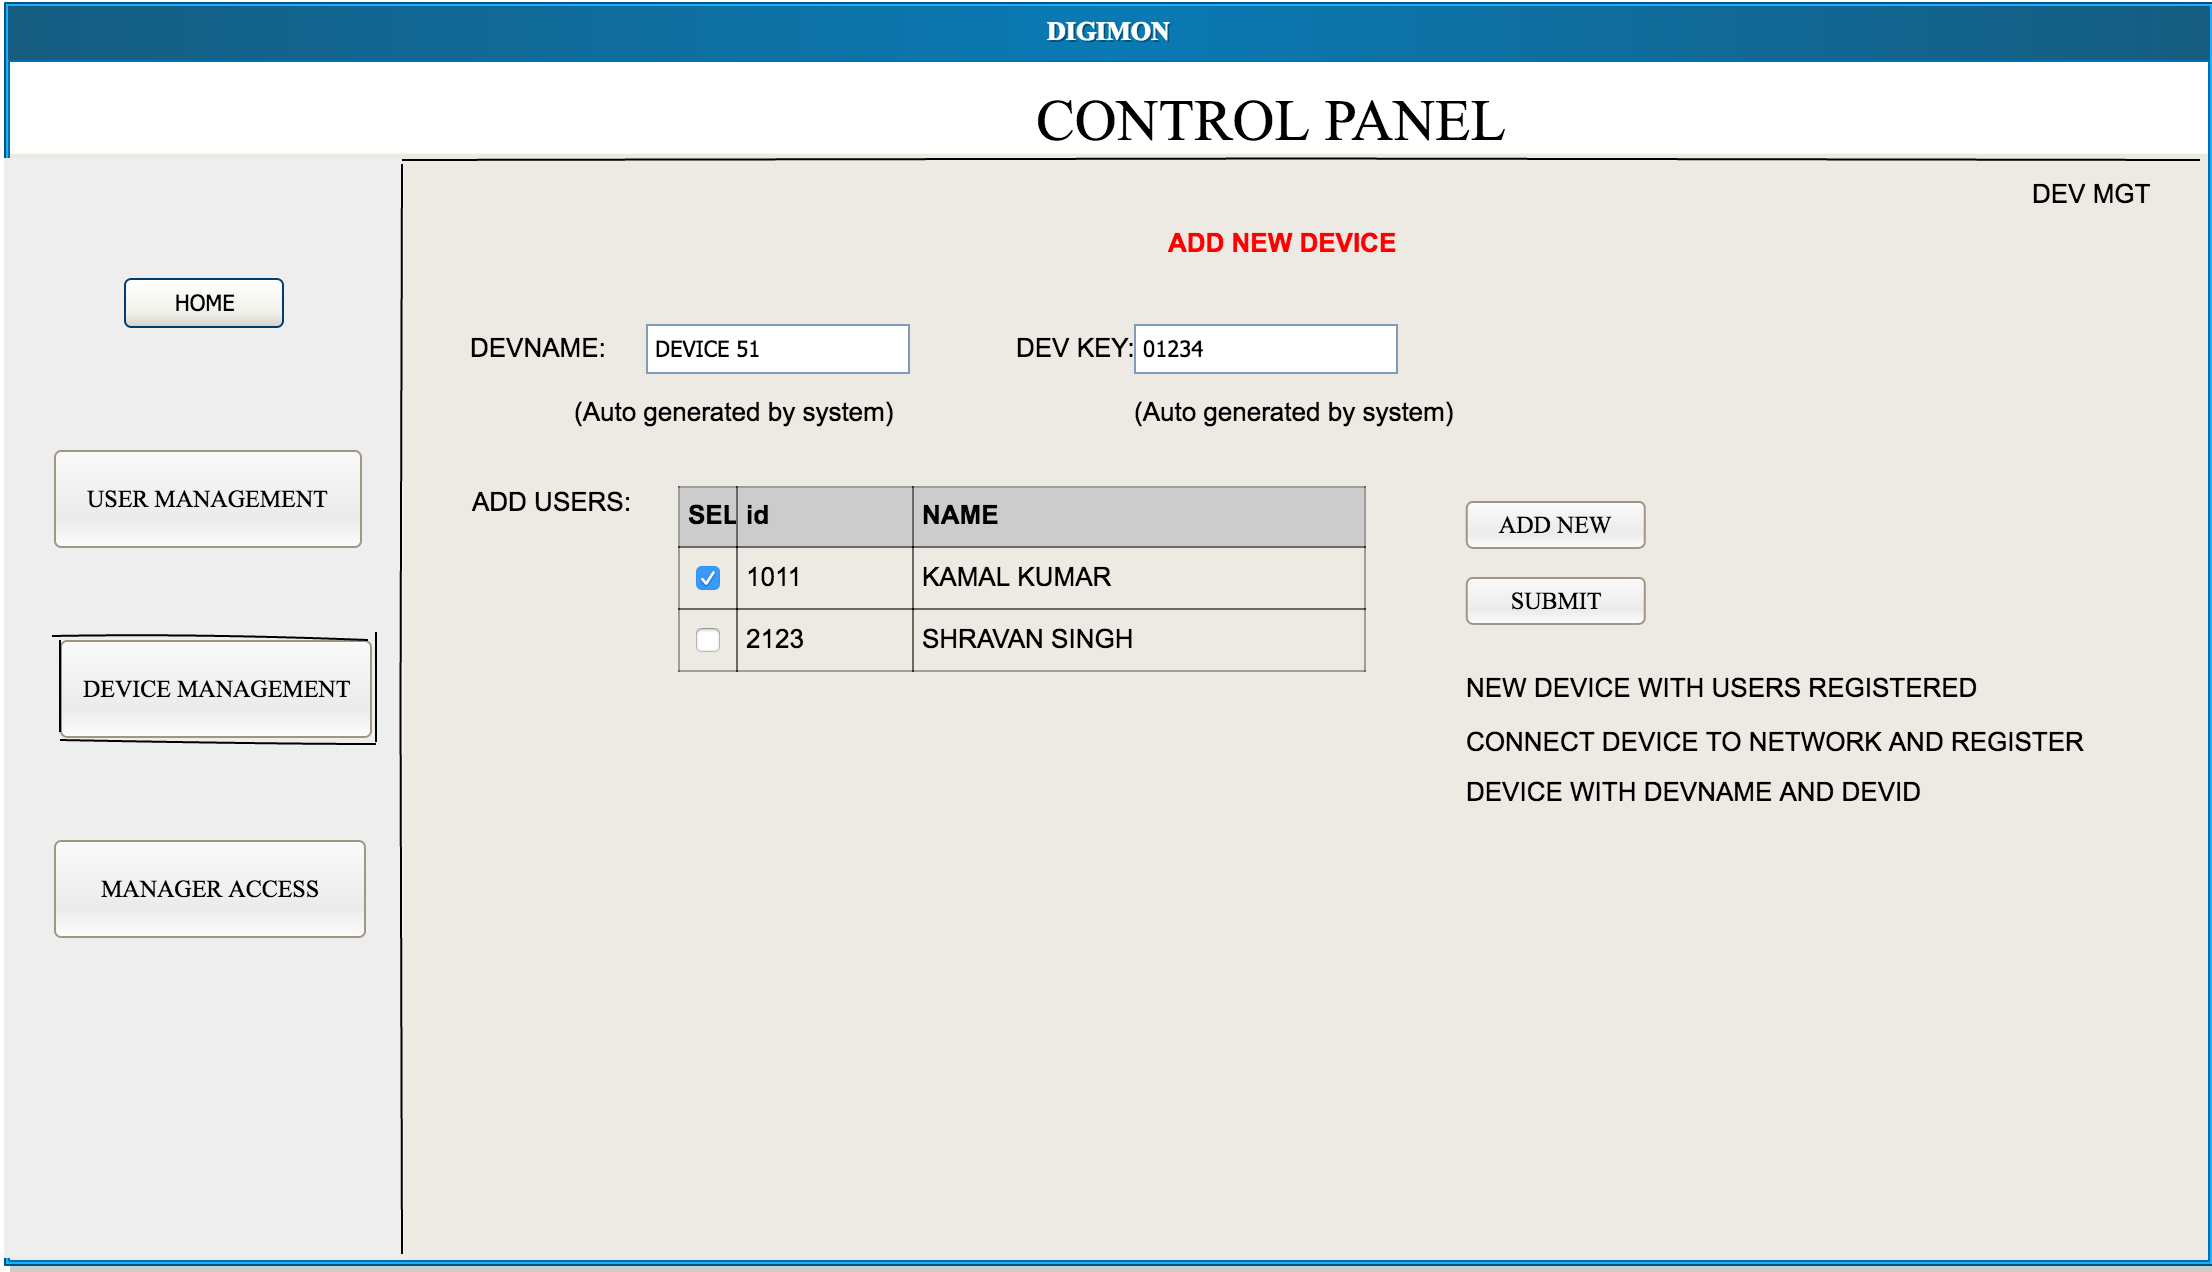 DIGIMON
CONTROL PANEL
DEV MGT
ADD NEW DEVICE
HOME
DEVNAME: DEVICE 51 DEV KEY: 01234
(Auto generated by system) (Auto generated by system)
USER MANAGEMENT
ADD USERS: SEL id NAME ADD NEW
1011 KAMAL KUMAR
SUBMIT
2123 SHRAVAN SINGH
DEVICE MANAGEMENT
NEW DEVICE WITH USERS REGISTERED
CONNECT DEVICE TO NETWORK AND REGISTER
DEVICE WITH DEVNAME AND DEVID
MANAGER ACCESS